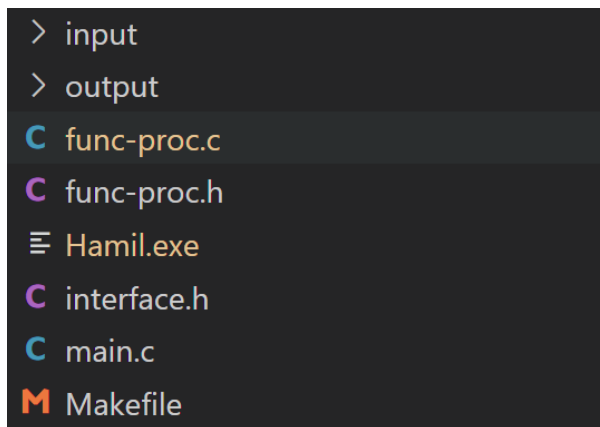 input
output
C func-proc.c
C func-proc.h
Hamil.exe
C interface.h
C main.c
M Makefile